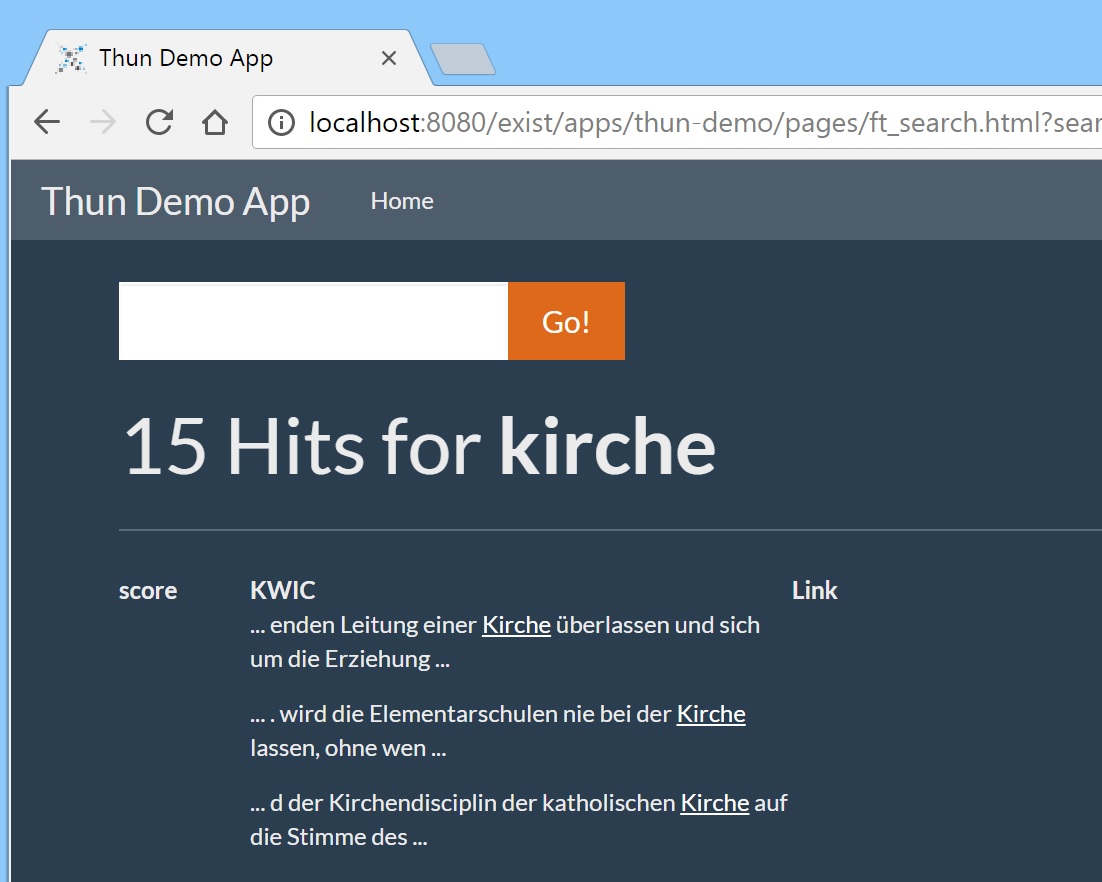 Thun Demo App
localhost:8080/exist/apps/thun-demo/pages/ft_search.html?sear
Thun Demo App Home
Go!
15 Hits for kirche
score KWIC Link
... enden Leitung einer Kirche überlassen und sich
um die Erziehung ...
... . wird die Elementarschulen nie bei der Kirche
lassen, ohne wen ...
... d der Kirchendisciplin der katholischen Kirche auf
die Stimme des ...